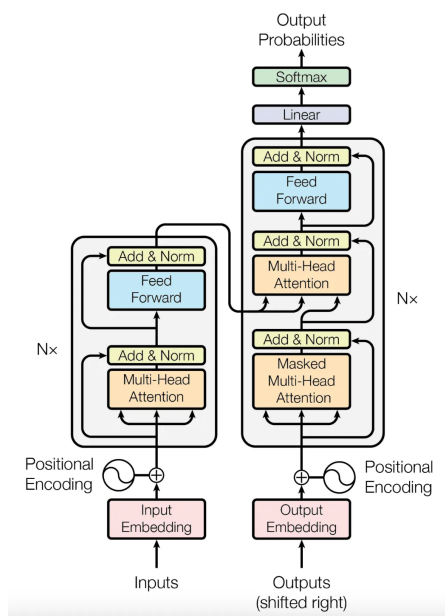 Output
Probabilities
Softmax
Linear
Add & Norm
Feed
Forward
Add & Norm
Multi-Head
Attention
Nx
Add & Norm
Masked
Multi-Head
Attention
Add & Norm
Feed
Forward
Nx
Add & Norm
Multi-Head
Attention
Positional
Encoding
Positional
Encoding
Input
Embedding
Output
Embedding
Inputs
Outputs
(shifted right)